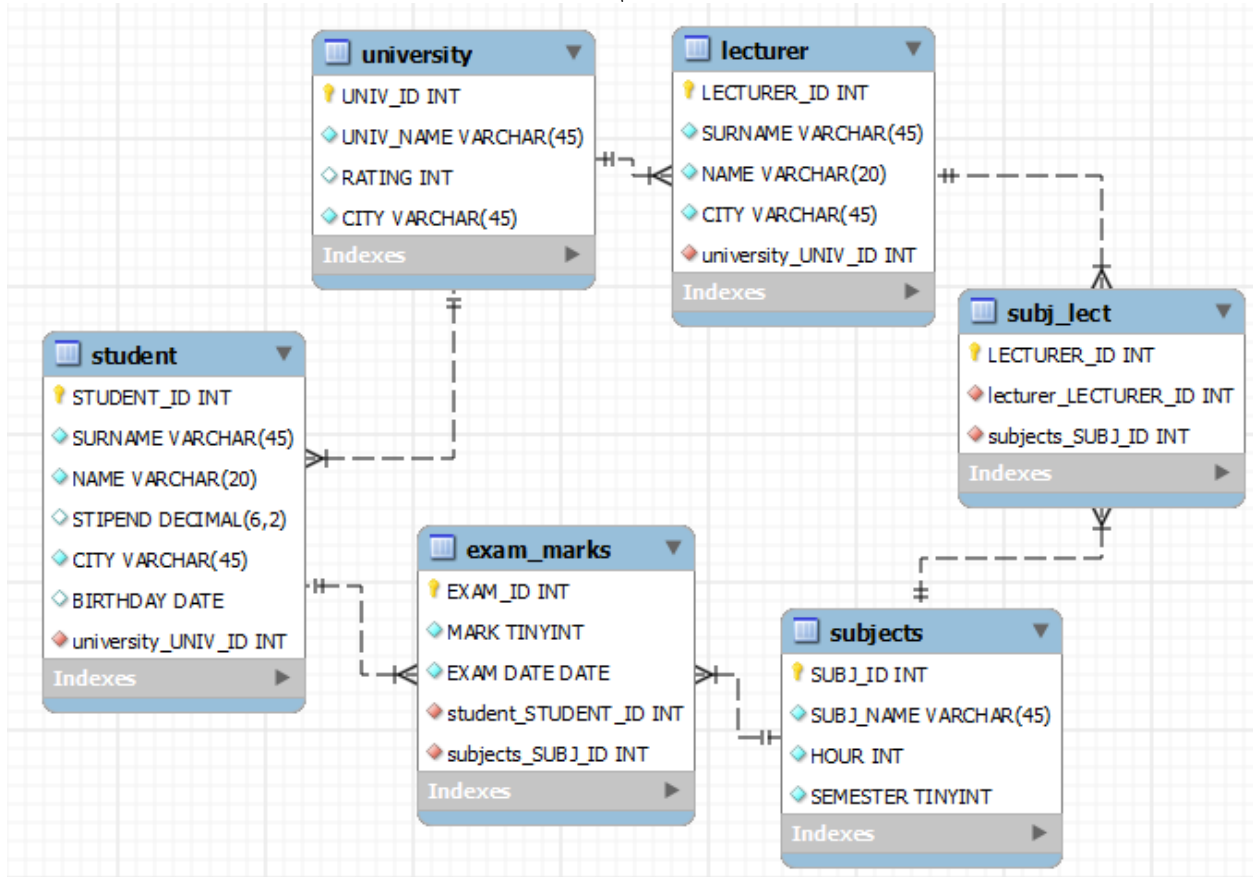 university
UNIV_ID INT
UNIV_NAME VARCHAR(45)
RATING INT
CITY VARCHAR(45)
Indexes
lecturer
LECTURER_ID INT
SURNAME VARCHAR(45)
NAME VARCHAR(20)
CITY VARCHAR(45)
university_UNIV_ID INT
Indexes
subj_lect
LECTURER_ID INT
lecturer_LECTURER_ID INT
subjects_SUBJ_ID INT
Indexes
student
STUDENT_ID INT
SURNAME VARCHAR(45)
NAME VARCHAR(20)
STIPEND DECIMAL(6,2)
CITY VARCHAR(45)
BIRTHDAY DATE
university_UNIV_ID INT
Indexes
exam_marks
EXAM_ID INT
MARK TINYINT
EXAM DATE DATE
student_STUDENT_ID INT
subjects_SUBJ_ID INT
Indexes
subjects
SUBJ_ID INT
SUBJ_NAME VARCHAR(45)
HOUR INT
SEMESTER TINYINT
Indexes